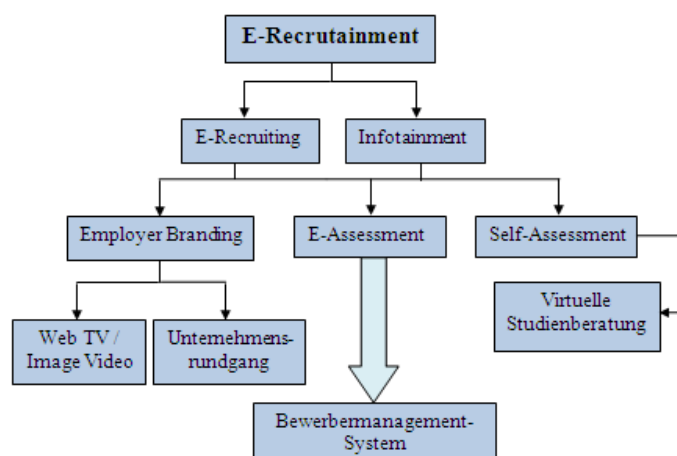 E-Recrutainment
E-Recruiting
Infotainment
Employer Branding
E-Assessment
Self-Assessment
Web TV /
Image Video
Unternehmens-
rundgang
Virtuelle
Studienberatung
Bewerbermanagement-
System